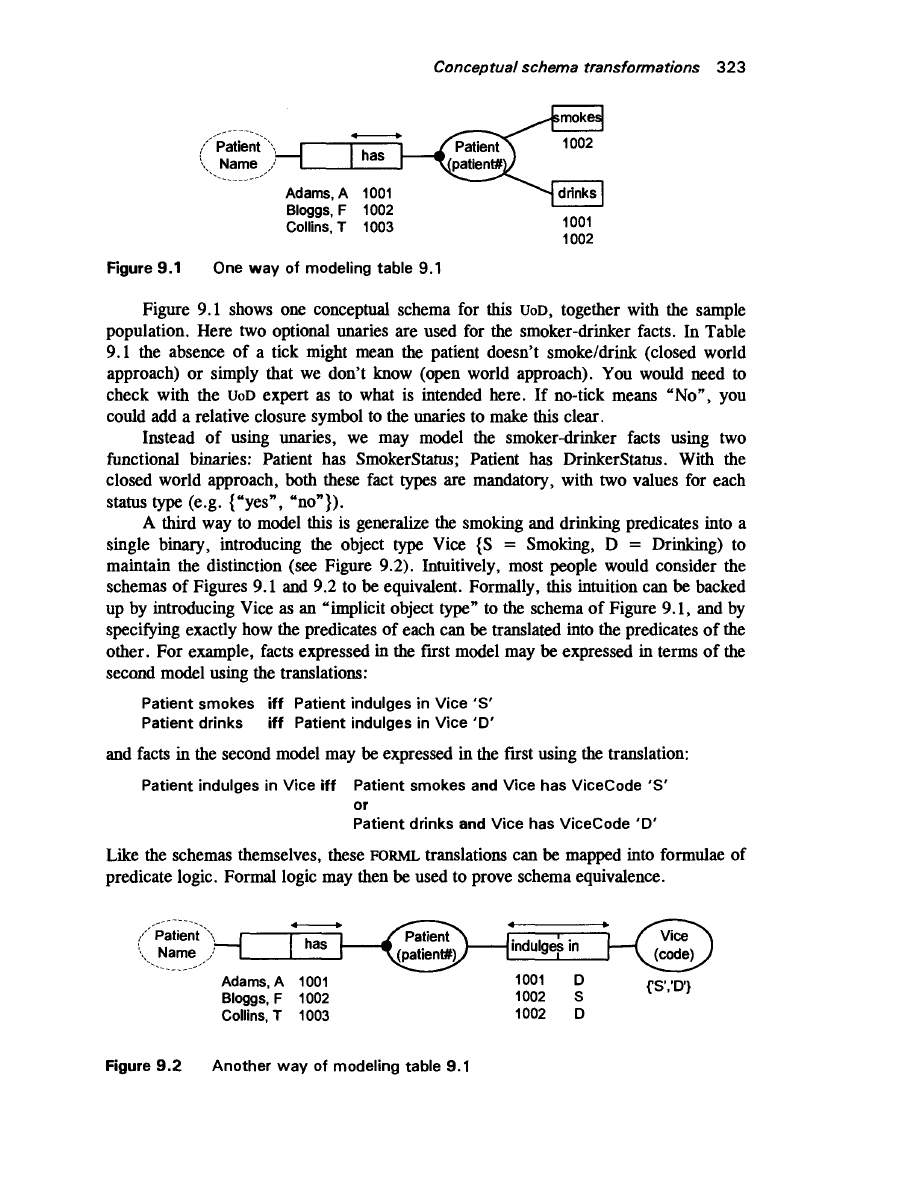 Conceptual schema transformations 323
smokes
Patient
Name
has
Patient
(patient#)
1002
drinks
Adams, A 1001
Bloggs, F 1002
Collins, T 1003
1001
1002
Figure 9.1 One way of modeling table 9.1
Figure 9.1 shows one conceptual schema for this UoD, together with the sample
population. Here two optional unaries are used for the smoker-drinker facts. In Table
9.1 the absence of a tick might mean the patient doesn't smoke/drink (closed world
approach) or simply that we don't know (open world approach). You would need to
check with the UoD expert as to what is intended here. If no-tick means “No”, you
could add a relative closure symbol to the unaries to make this clear.
Instead of using unaries, we may model the smoker-drinker facts using two
functional binaries: Patient has SmokerStatus; Patient has DrinkerStatus. With the
closed world approach, both these fact types are mandatory, with two values for each
status type (e.g. {“yes”, “no”}).
A third way to model this is generalize the smoking and drinking predicates into a
single binary, introducing the object type Vice {S = Smoking, D = Drinking) to
maintain the distinction (see Figure 9.2). Intuitively, most people would consider the
schemas of Figures 9.1 and 9.2 to be equivalent. Formally, this intuition can be backed
up by introducing Vice as an “implicit object type” to the schema of Figure 9.1, and by
specifying exactly how the predicates of each can be translated into the predicates of the
other. For example, facts expressed in the first model may be expressed in terms of the
second model using the translations:
Patient smokes iff Patient indulges in Vice 'S'
Patient drinks iff Patient indulges in Vice 'D'
and facts in the second model may be expressed in the first using the translation:
Patient indulges in Vice iff Patient smokes and Vice has ViceCode 'S'
or
Patient drinks and Vice has ViceCode 'D'
Like the schemas themselves, these FORML translations can be mapped into formulae of
predicate logic. Formal logic may then be used to prove schema equivalence.
Patient
Name
has
Patient
(patient#)
indulges in
Vice
(code)
Adams, A 1001
Bloggs, F 1002
Collins, T 1003
1001 D
1002 S
1002 D
{'S','D'}
Figure 9.2 Another way of modeling table 9.1